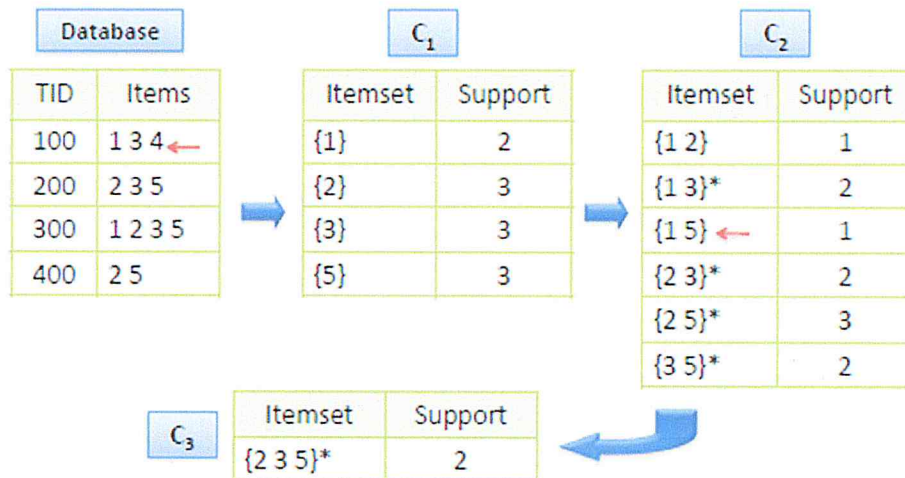 Database
TID Items
100 1 3 4
200 2 3 5
300 1 2 3 5
400 2 5
C1
Itemset Support
{1} 2
{2} 3
{3} 3
{5} 3
C2
Itemset Support
{1 2} 1
{1 3}* 2
{1 5} 1
{2 3}* 2
{2 5}* 3
{3 5}* 2
C3
Itemset Support
{2 3 5}* 2